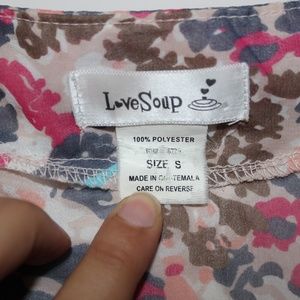 LoveSoup
100% POLYESTER
SIZE S
MADE IN GUATEMALA
CARE ON REVERSE